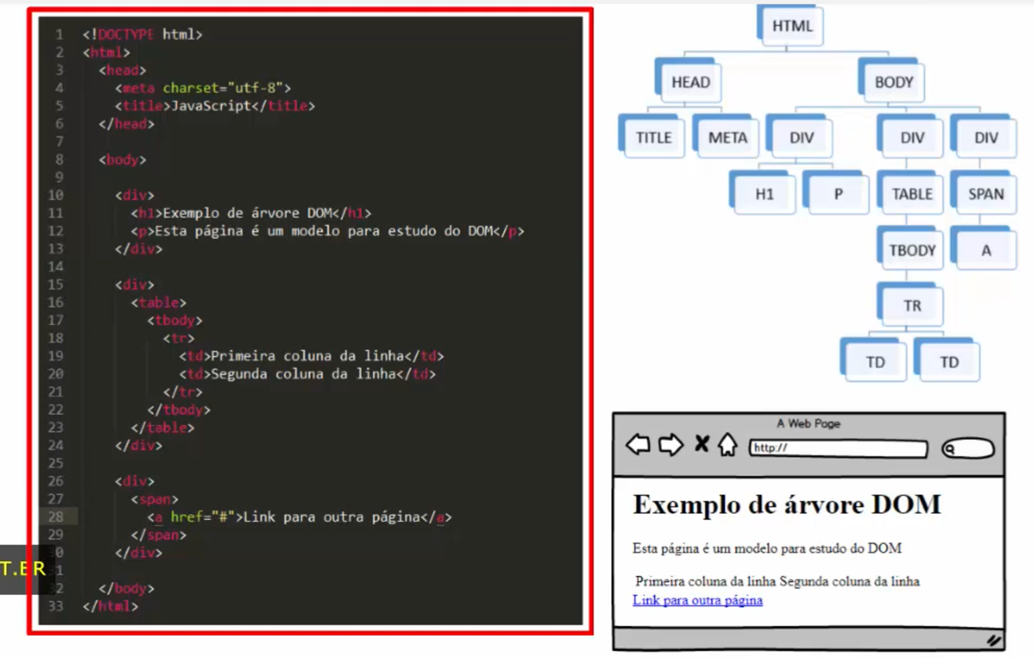 1 <!DOCTYPE html>
2 <html>
3 <head>
4 <meta charset="utf-8">
5 <title>JavaScript</title>
6 </head>
7
8 <body>
9
10 <div>
11 <h1>Exemplo de árvore DOM</h1>
12 <p>Esta página é um modelo para estudo do DOM</p>
13 </div>
14
15 <div>
16 <table>
17 <tbody>
18 <tr>
19 <td>Primeira coluna da linha</td>
20 <td>Segunda coluna da linha</td>
21 </tr>
22 </tbody>
23 </table>
24 </div>
25
26 <div>
27 <span>
28 <a href="#">Link para outra página</a>
29 </span>
30 </div>
31
32 </body>
33 </html>
T.ER
HTML
HEAD BODY
TITLE META DIV DIV DIV
H1 P TABLE SPAN
TBODY A
TR
TD TD
A Web Page
http://
Exemplo de árvore DOM
Esta página é um modelo para estudo do DOM
Primeira coluna da linha Segunda coluna da linha
Link para outra página